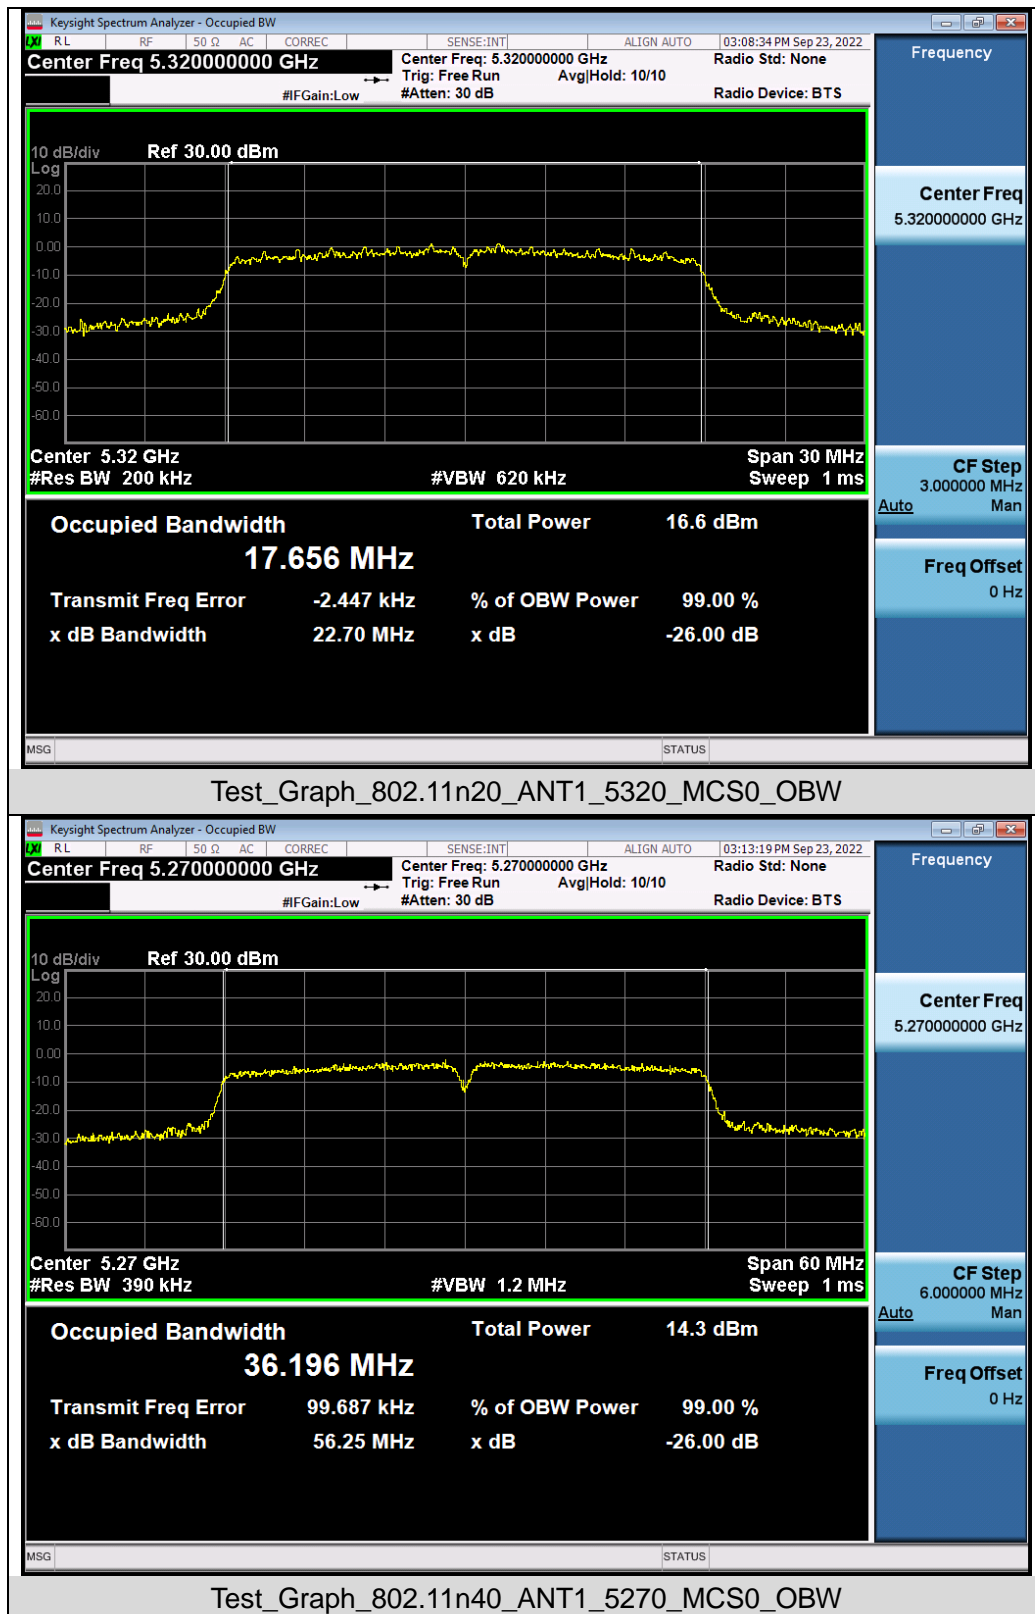 Keysight Spectrum Analyzer - Occupied BW
LXI RL RF 50 Ω AC CORREC SENSE:INT ALIGN AUTO 03:08:34 PM Sep 23, 2022
Center Freq 5.320000000 GHz
Center Freq: 5.320000000 GHz
Radio Std: None
Trig: Free Run Avg|Hold: 10/10
#IFGain:Low
#Atten: 30 dB
Radio Device: BTS
Frequency
10 dB/div Ref 30.00 dBm
Log
20.0
10.0
0.00
-10.0
-20.0
-30.0
-40.0
-50.0
-60.0
Center Freq
5.320000000 GHz
Center 5.32 GHz Span 30 MHz
#Res BW 200 kHz #VBW 620 kHz Sweep 1 ms
CF Step
3.000000 MHz
Auto Man
Occupied Bandwidth Total Power 16.6 dBm
17.656 MHz
Freq Offset
0 Hz
Transmit Freq Error -2.447 kHz % of OBW Power 99.00 %
x dB Bandwidth 22.70 MHz x dB -26.00 dB
MSG STATUS
Test_Graph_802.11n20_ANT1_5320_MCS0_OBW
Keysight Spectrum Analyzer - Occupied BW
LXI RL RF 50 Ω AC CORREC SENSE:INT ALIGN AUTO 03:13:19 PM Sep 23, 2022
Center Freq 5.270000000 GHz
Center Freq: 5.270000000 GHz
Radio Std: None
Trig: Free Run Avg|Hold: 10/10
#IFGain:Low
#Atten: 30 dB
Radio Device: BTS
Frequency
10 dB/div Ref 30.00 dBm
Log
20.0
10.0
0.00
-10.0
-20.0
-30.0
-40.0
-50.0
-60.0
Center Freq
5.270000000 GHz
Center 5.27 GHz Span 60 MHz
#Res BW 390 kHz #VBW 1.2 MHz Sweep 1 ms
CF Step
6.000000 MHz
Auto Man
Occupied Bandwidth Total Power 14.3 dBm
36.196 MHz
Freq Offset
0 Hz
Transmit Freq Error 99.687 kHz % of OBW Power 99.00 %
x dB Bandwidth 56.25 MHz x dB -26.00 dB
MSG STATUS
Test_Graph_802.11n40_ANT1_5270_MCS0_OBW